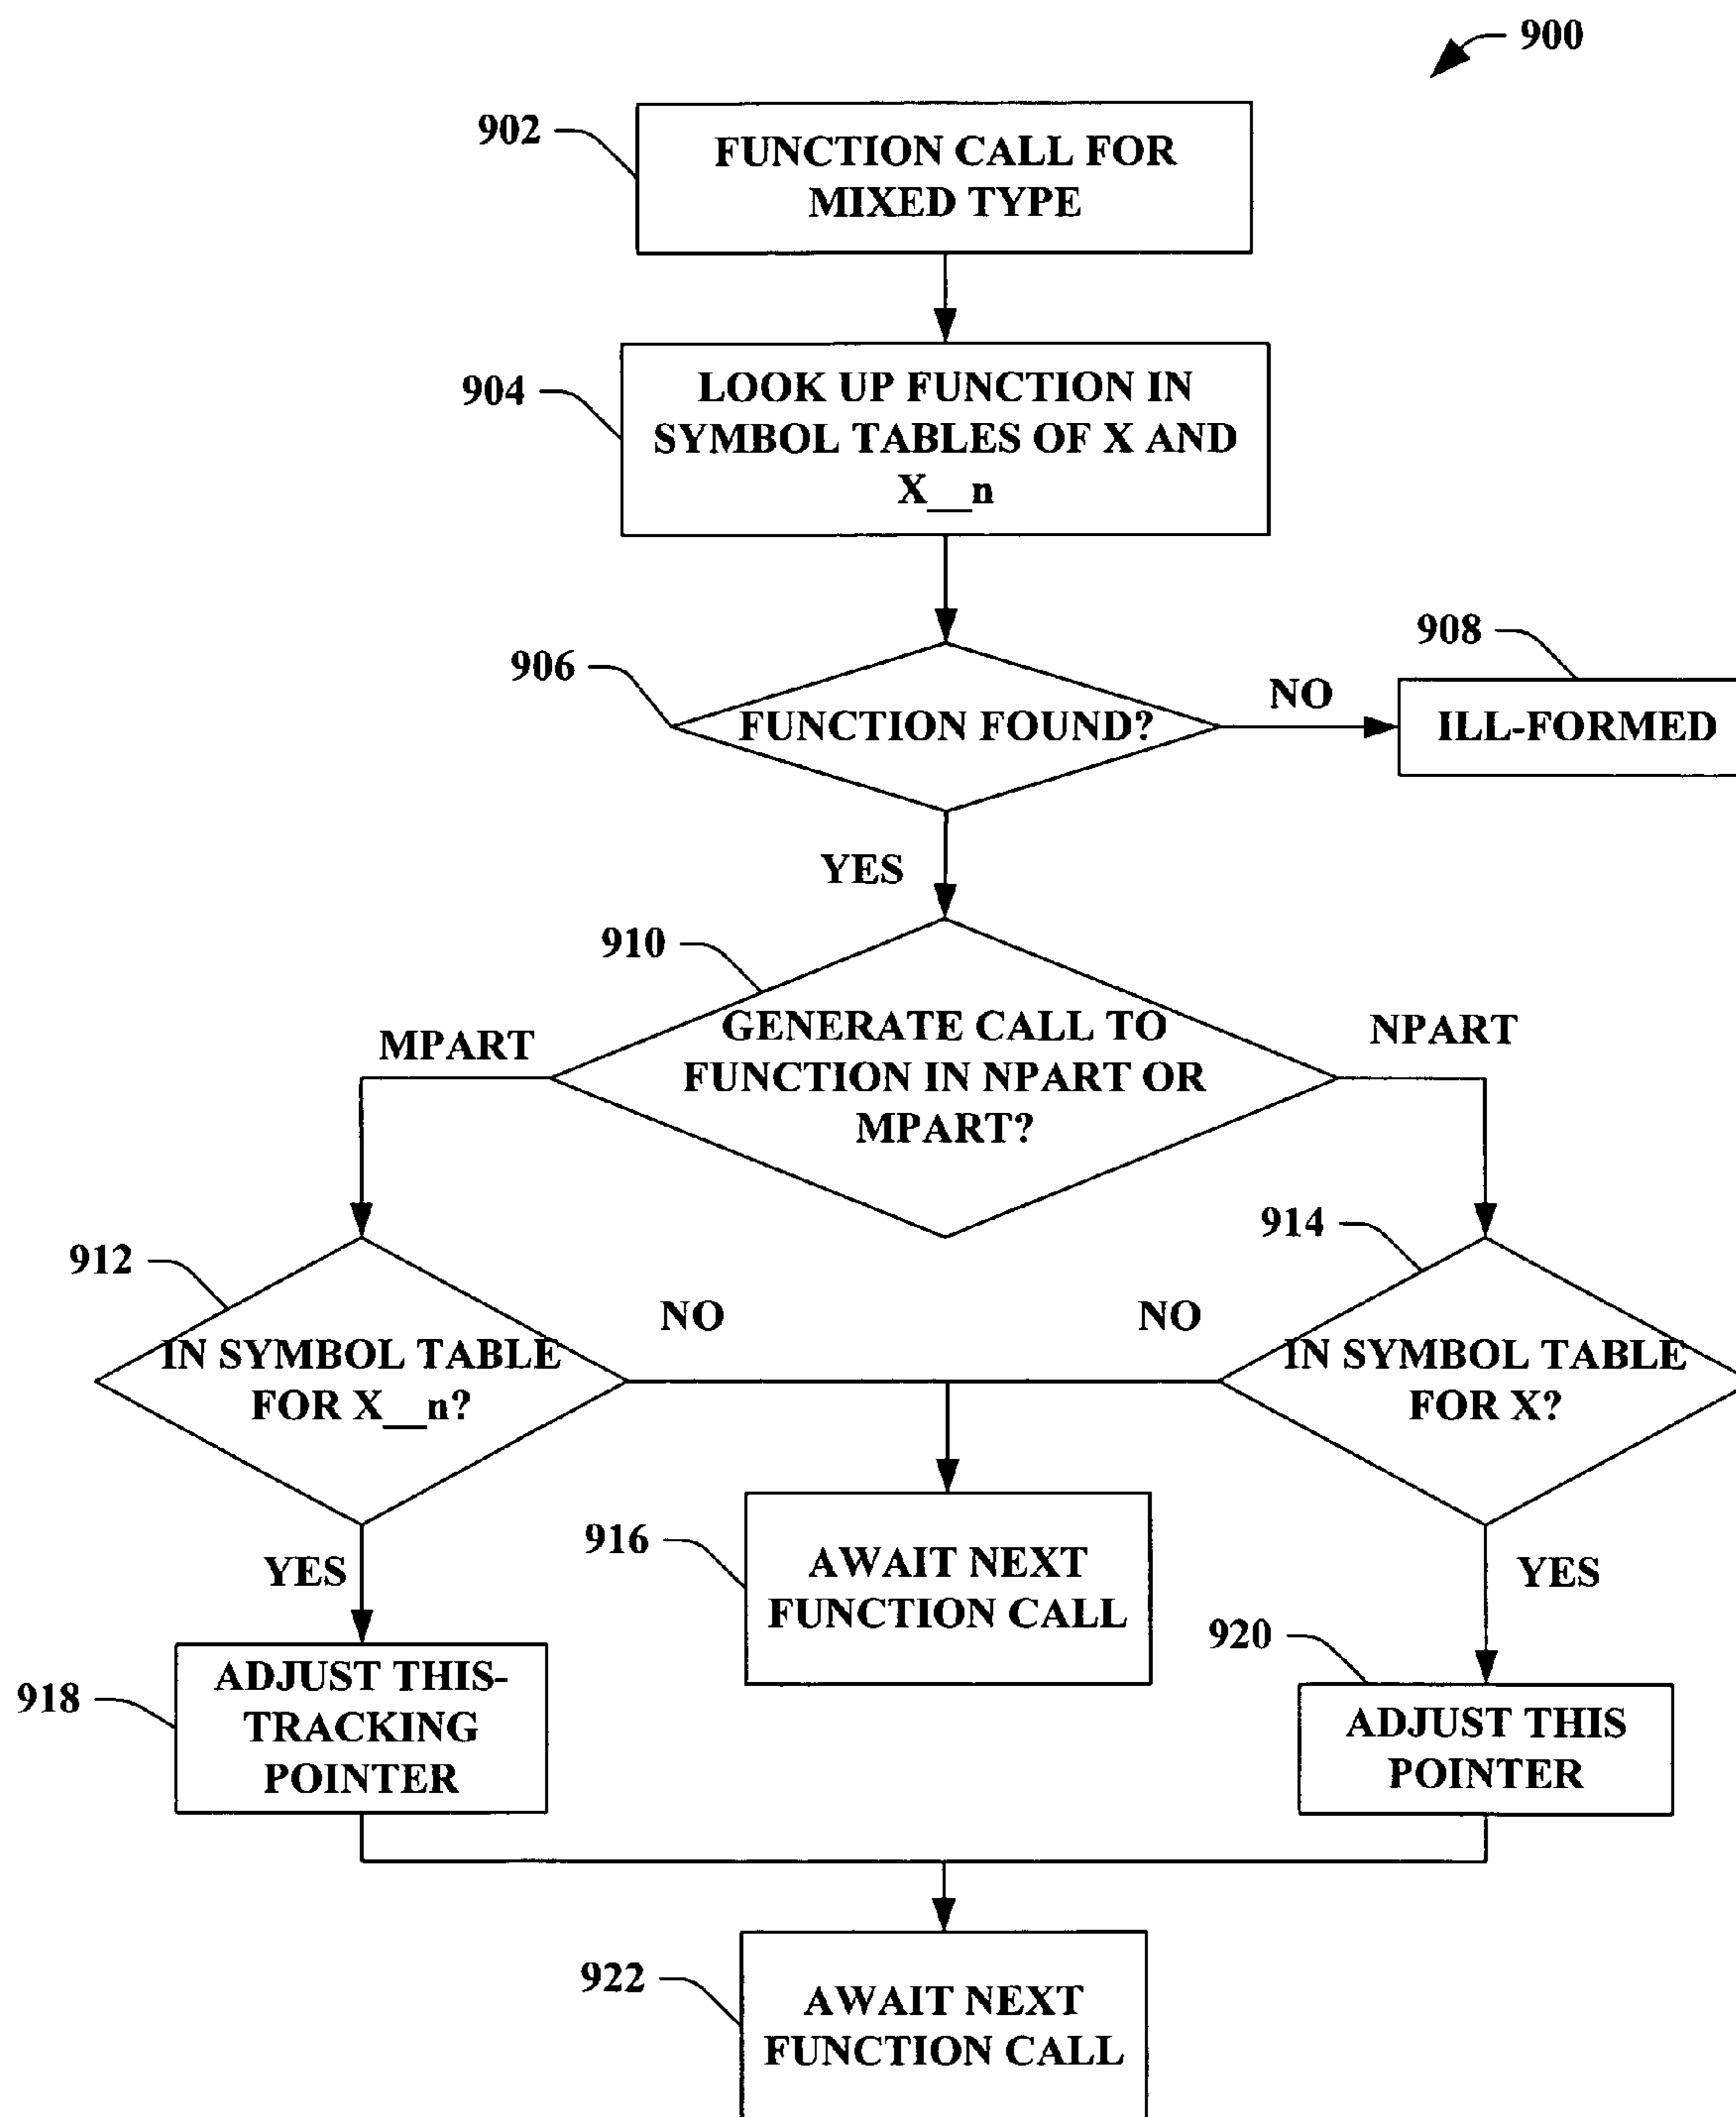 900
902
FUNCTION CALL FOR
MIXED TYPE
904
LOOK UP FUNCTION IN
SYMBOL TABLES OF X AND
X__n
906
FUNCTION FOUND?
NO
908
ILL-FORMED
YES
910
GENERATE CALL TO
FUNCTION IN NPART OR
MPART?
MPART
NPART
912
IN SYMBOL TABLE
FOR X__n?
NO
914
IN SYMBOL TABLE
FOR X?
NO
916
AWAIT NEXT
FUNCTION CALL
YES
918
ADJUST THIS-
TRACKING
POINTER
YES
920
ADJUST THIS
POINTER
922
AWAIT NEXT
FUNCTION CALL